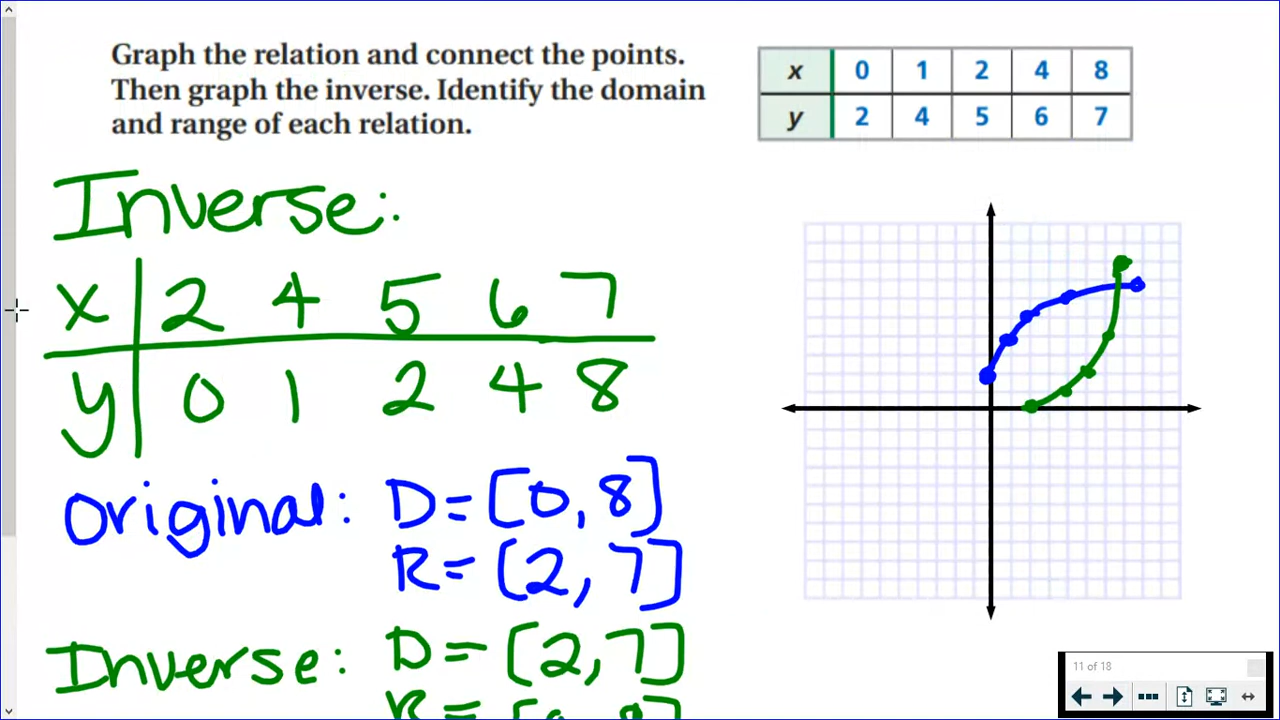 Graph the relation and connect the points.
Then graph the inverse. Identify the domain
and range of each relation.
x 0 1 2 4 8
y 2 4 5 6 7
Inverse:
x 2 4 5 6 7
y 0 1 2 4 8
Original: D = [0, 8]
R = [2, 7]
Inverse: D = [2, 7]
R = [0, 8]
11 of 18